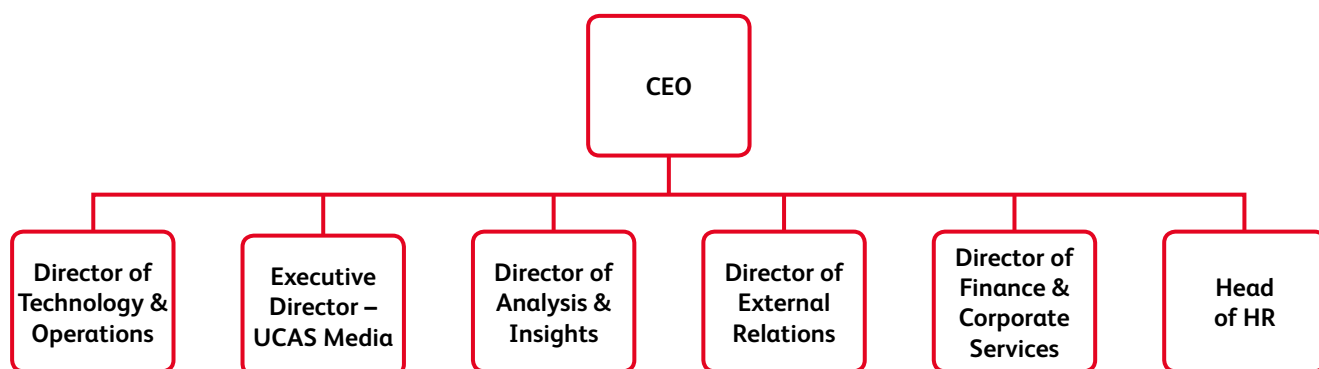 CEO
Director of
Technology &
Operations
Executive
Director –
UCAS Media
Director of
Analysis &
Insights
Director of
External
Relations
Director of
Finance &
Corporate
Services
Head
of HR